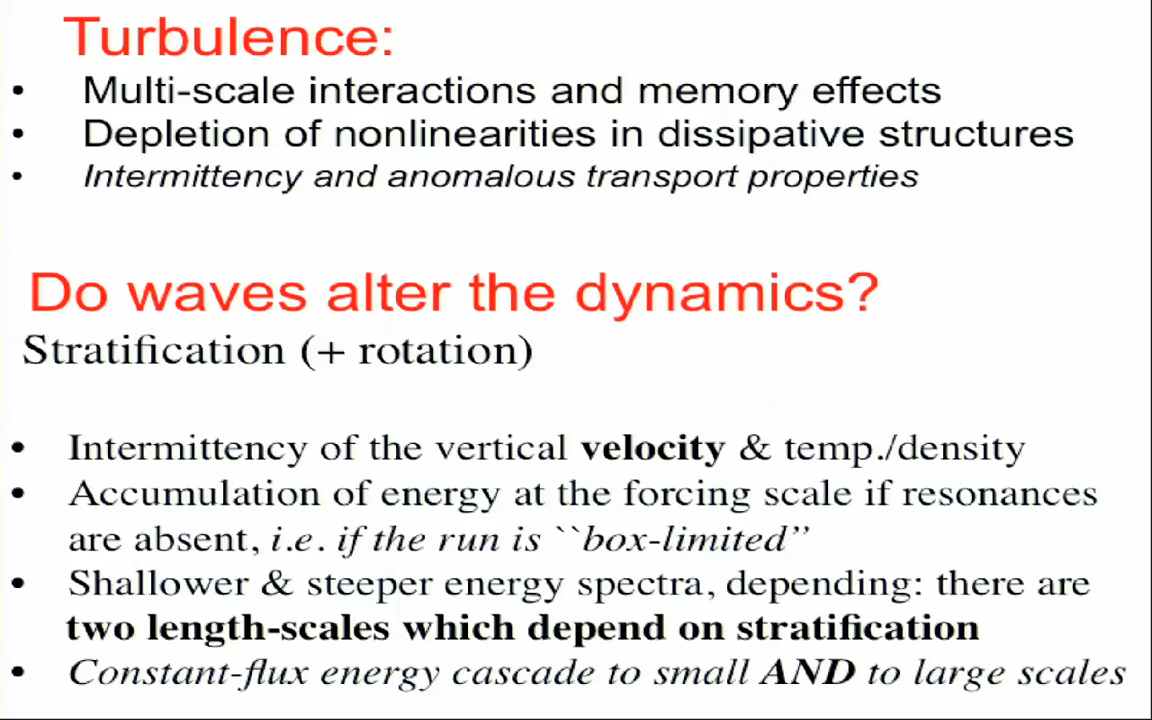 Turbulence:
• Multi-scale interactions and memory effects
• Depletion of nonlinearities in dissipative structures
• Intermittency and anomalous transport properties
Do waves alter the dynamics?
Stratification (+ rotation)
• Intermittency of the vertical velocity & temp./density
• Accumulation of energy at the forcing scale if resonances
are absent, i.e. if the run is ``box-limited”
• Shallower & steeper energy spectra, depending: there are
two length-scales which depend on stratification
• Constant-flux energy cascade to small AND to large scales